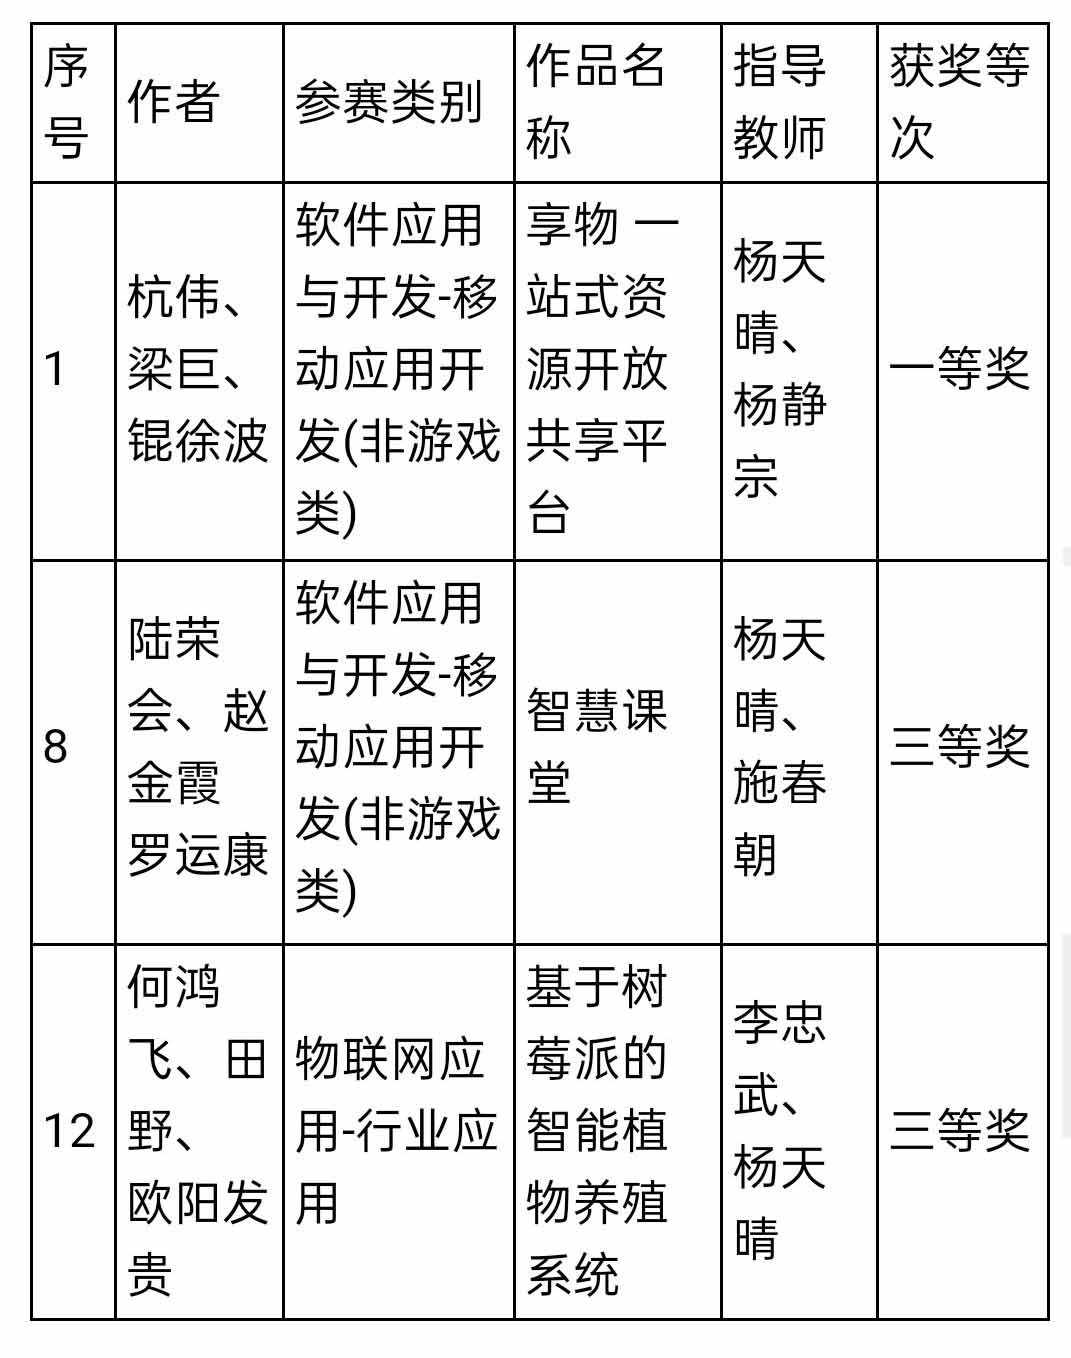 序
号
作者
参赛类别
作品名
称
指导
教师
获奖等
次
1
杭伟、
梁巨、
锟徐波
软件应用
与开发-移
动应用开
发(非游戏
类)
享物 一
站式资
源开放
共享平
台
杨天
晴、
杨静
宗
一等奖
8
陆荣
会、赵
金霞
罗运康
软件应用
与开发-移
动应用开
发(非游戏
类)
智慧课
堂
杨天
晴、
施春
朝
三等奖
12
何鸿
飞、田
野、
欧阳发
贵
物联网应
用-行业应
用
基于树
莓派的
智能植
物养殖
系统
李忠
武、
杨天
晴
三等奖